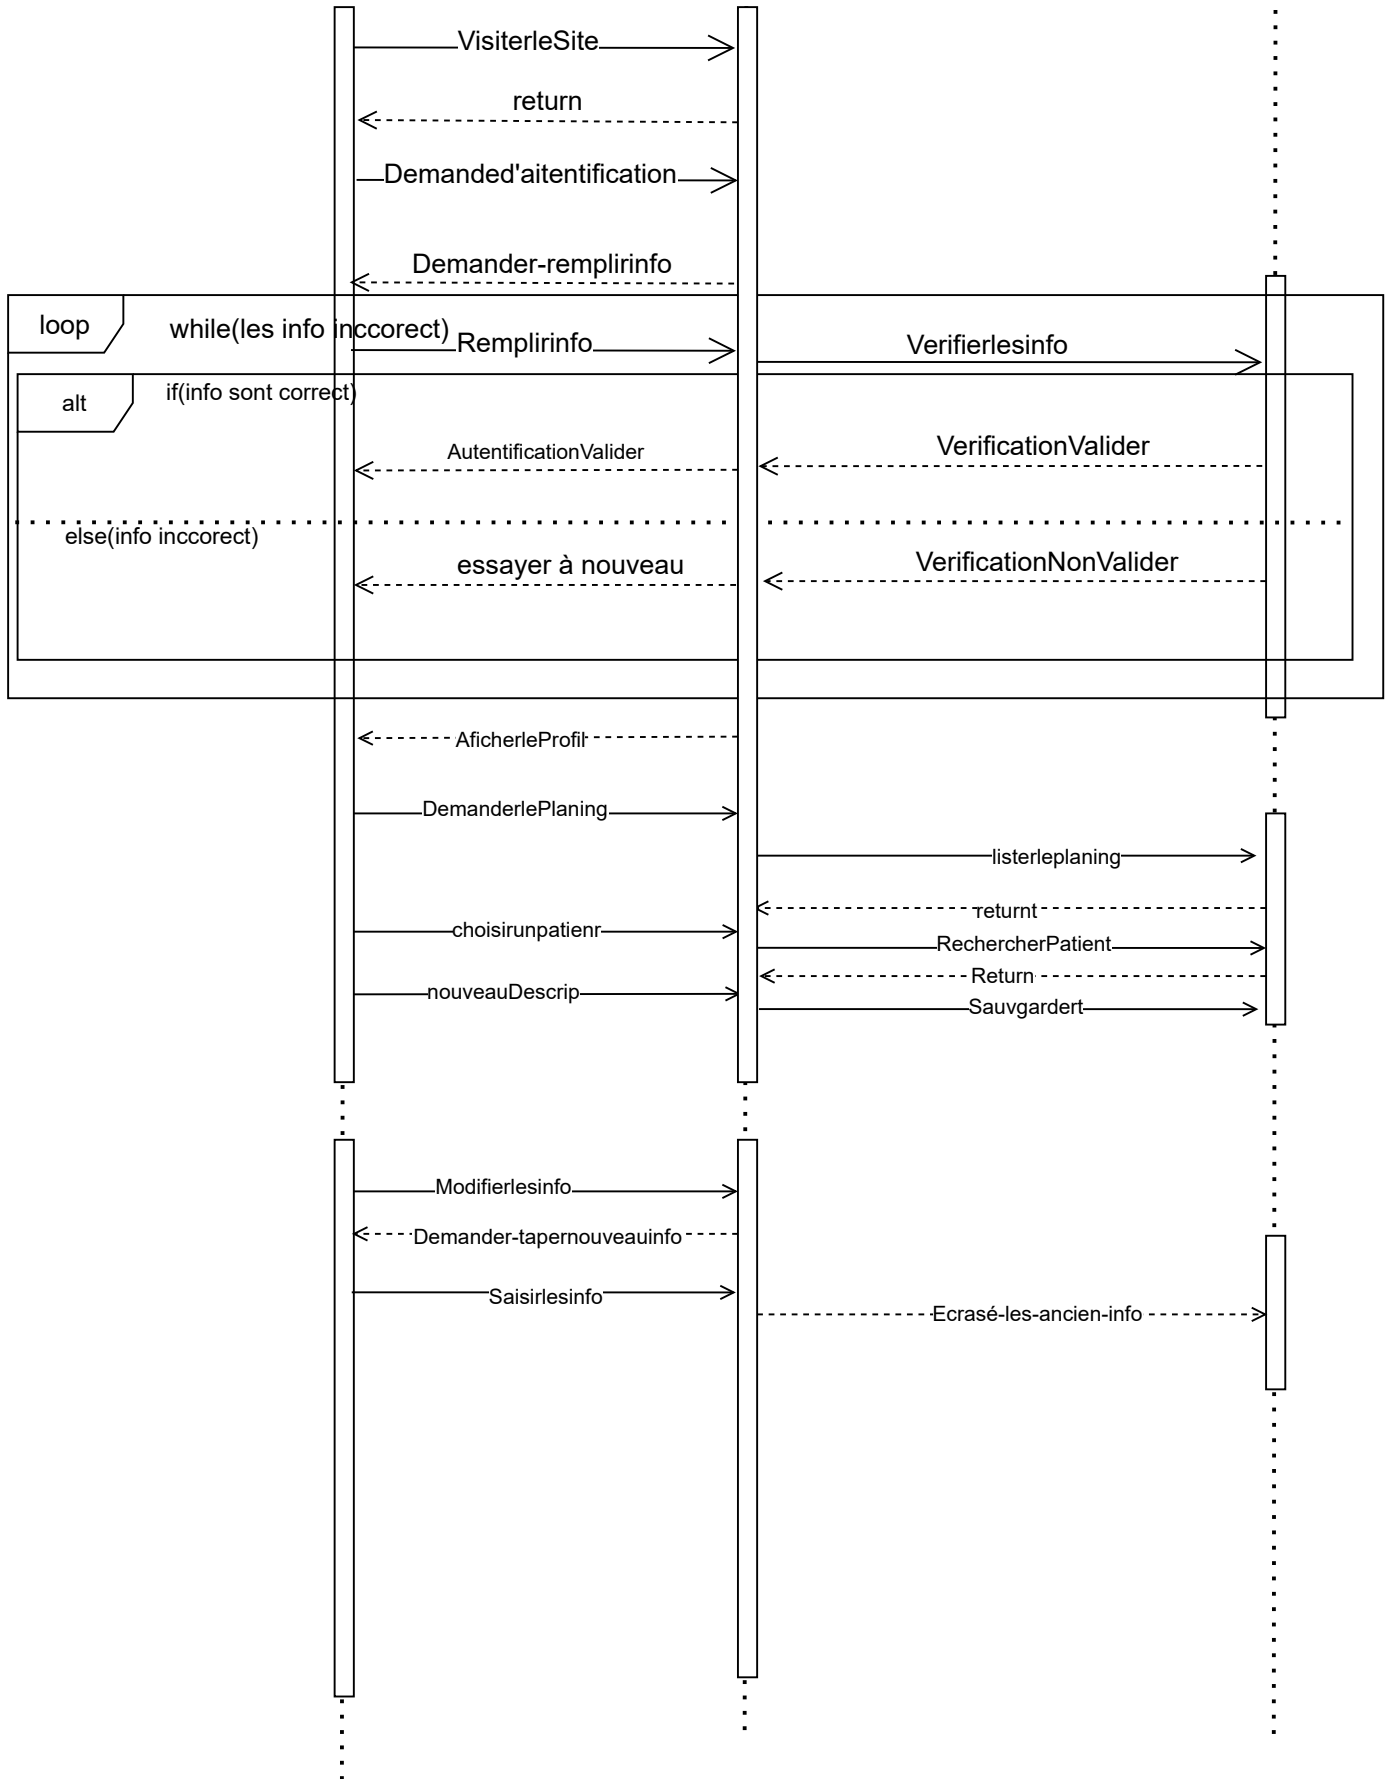 VisiterleSite
return
Demanded'aitentification
Demander-remplirinfo
loop
while(les info inccorect)
Remplirinfo
Verifierlesinfo
alt
if(info sont correct)
AutentificationValider
VerificationValider
else(info inccorect)
essayer à nouveau
VerificationNonValider
AficherleProfil
DemanderlePlaning
listerleplaning
returnt
choisirunpatienr
RechercherPatient
Return
nouveauDescrip
Sauvgardert
Modifierlesinfo
Demander-tapernouveauinfo
Saisirlesinfo
Ecrasé-les-ancien-info